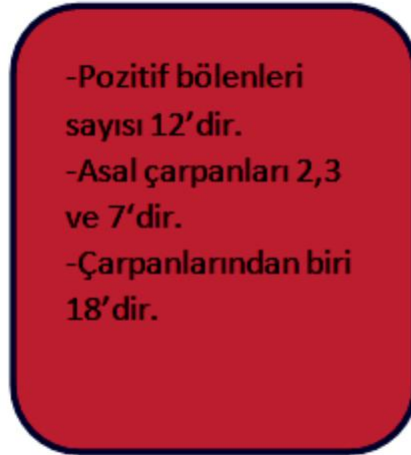 -Pozitif bölenleri
sayısı 12’dir.
-Asal çarpanları 2,3
ve 7‘dir.
-Çarpanlarından biri
18’dir.